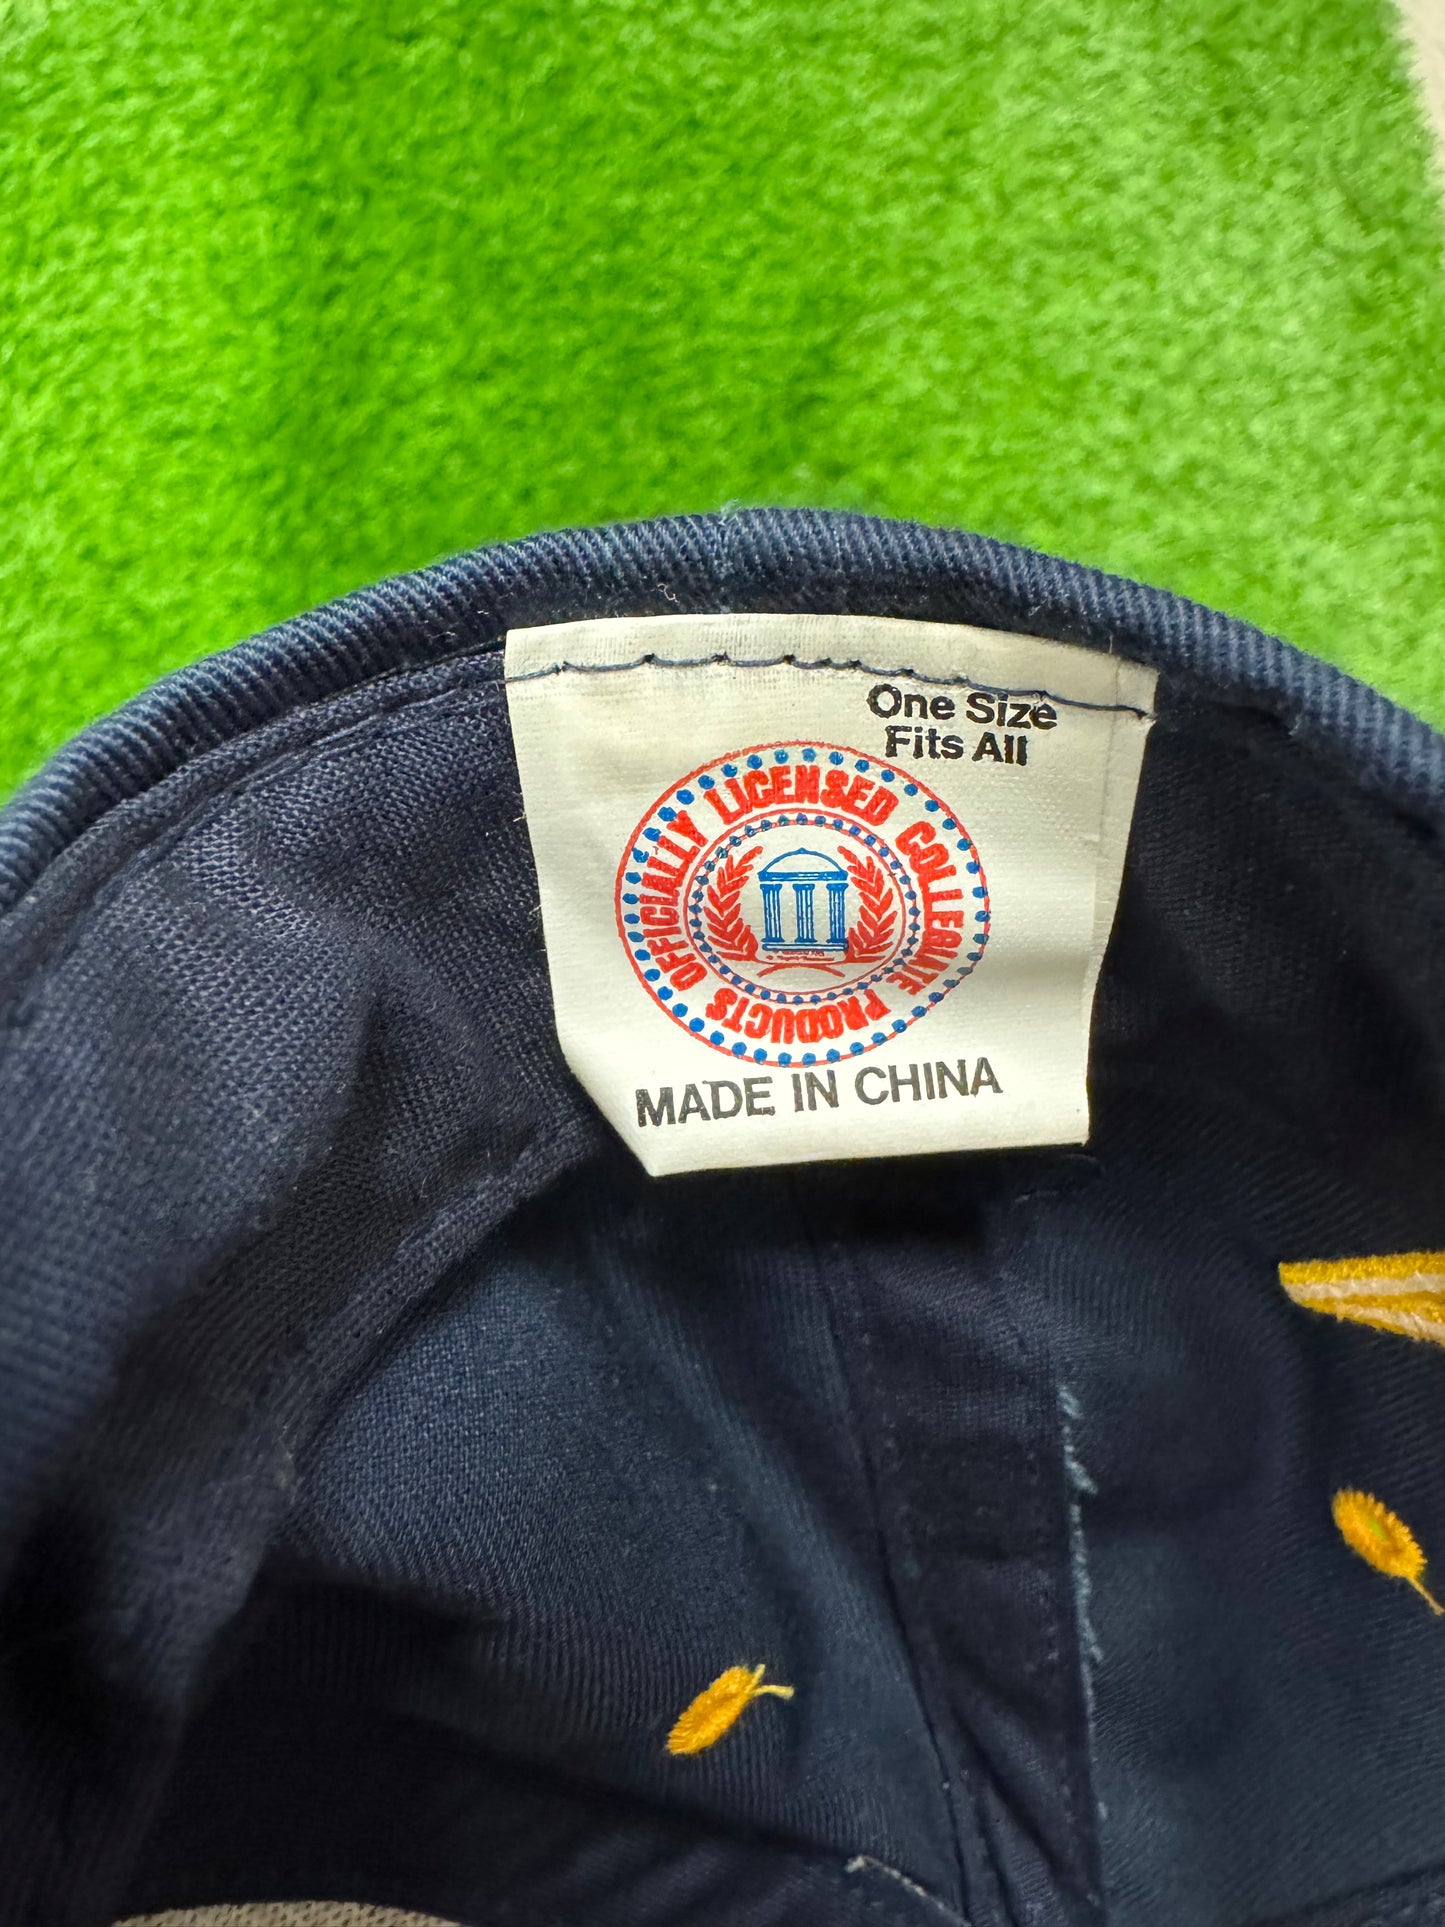 One Size
Fits All
OFFICIALLY LICENSED COLLEGIATE PRODUCTS
MADE IN CHINA